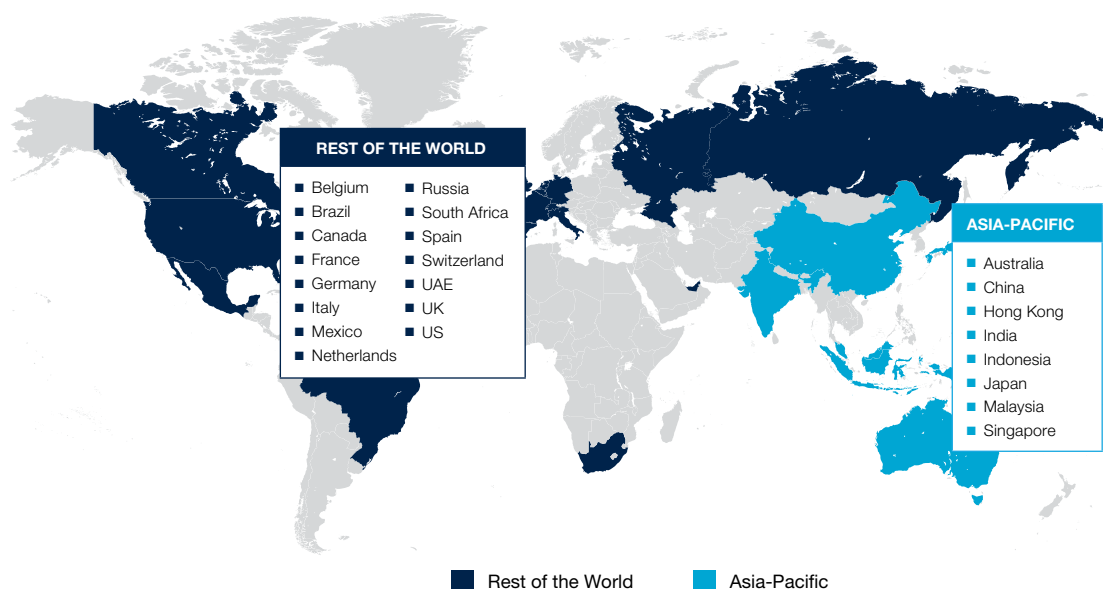 REST OF THE WORLD
Belgium
Brazil
Canada
France
Germany
Italy
Mexico
Netherlands
Russia
South Africa
Spain
Switzerland
UAE
UK
US
ASIA-PACIFIC
Australia
China
Hong Kong
India
Indonesia
Japan
Malaysia
Singapore
Rest of the World
Asia-Pacific